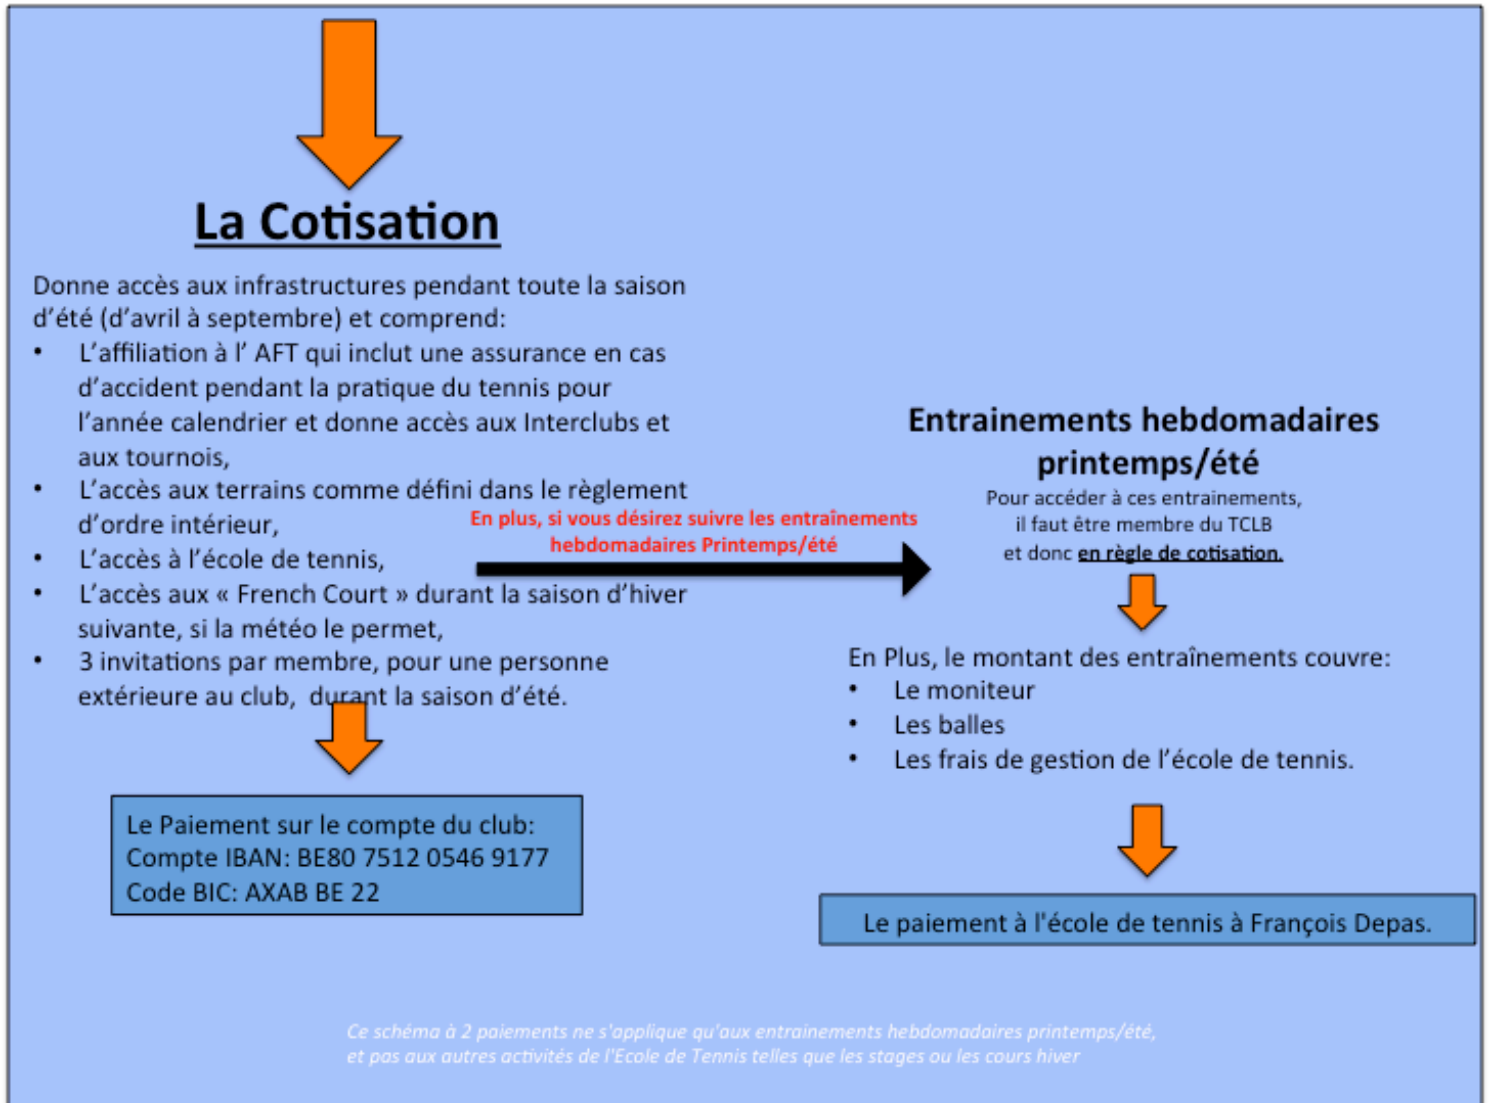 La Cotisation
Donne accès aux infrastructures pendant toute la saison
d’été (d’avril à septembre) et comprend:
• L’affiliation à l’ AFT qui inclut une assurance en cas
d’accident pendant la pratique du tennis pour
l’année calendrier et donne accès aux Interclubs et
aux tournois,
• L’accès aux terrains comme défini dans le règlement
d’ordre intérieur,
• L’accès à l’école de tennis,
• L’accès aux « French Court » durant la saison d’hiver
suivante, si la météo le permet,
• 3 invitations par membre, pour une personne
extérieure au club, durant la saison d’été.
Le Paiement sur le compte du club:
Compte IBAN: BE80 7512 0546 9177
Code BIC: AXAB BE 22
En plus, si vous désirez suivre les entraînements
hebdomadaires Printemps/été
Entrainements hebdomadaires
printemps/été
Pour accéder à ces entrainements,
il faut être membre du TCLB
et donc en règle de cotisation.
En Plus, le montant des entraînements couvre:
• Le moniteur
• Les balles
• Les frais de gestion de l’école de tennis.
Le paiement à l'école de tennis à François Depas.
Ce schéma à 2 paiements ne s'applique qu'aux entrainements hebdomadaires printemps/été,
et pas aux autres activités de l'Ecole de Tennis telles que les stages ou les cours hiver